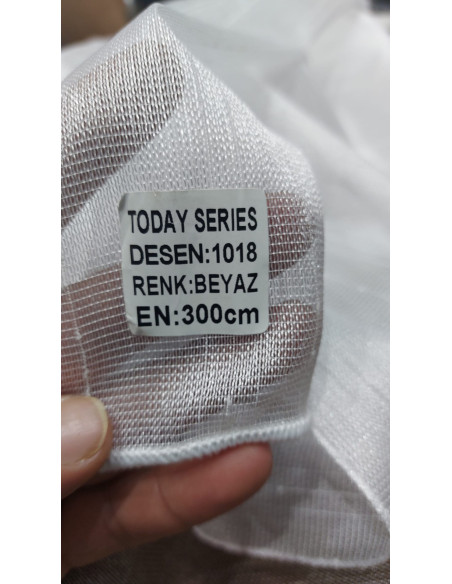 TODAY SERIES
DESEN:1018
RENK:BEYAZ
EN:300cm